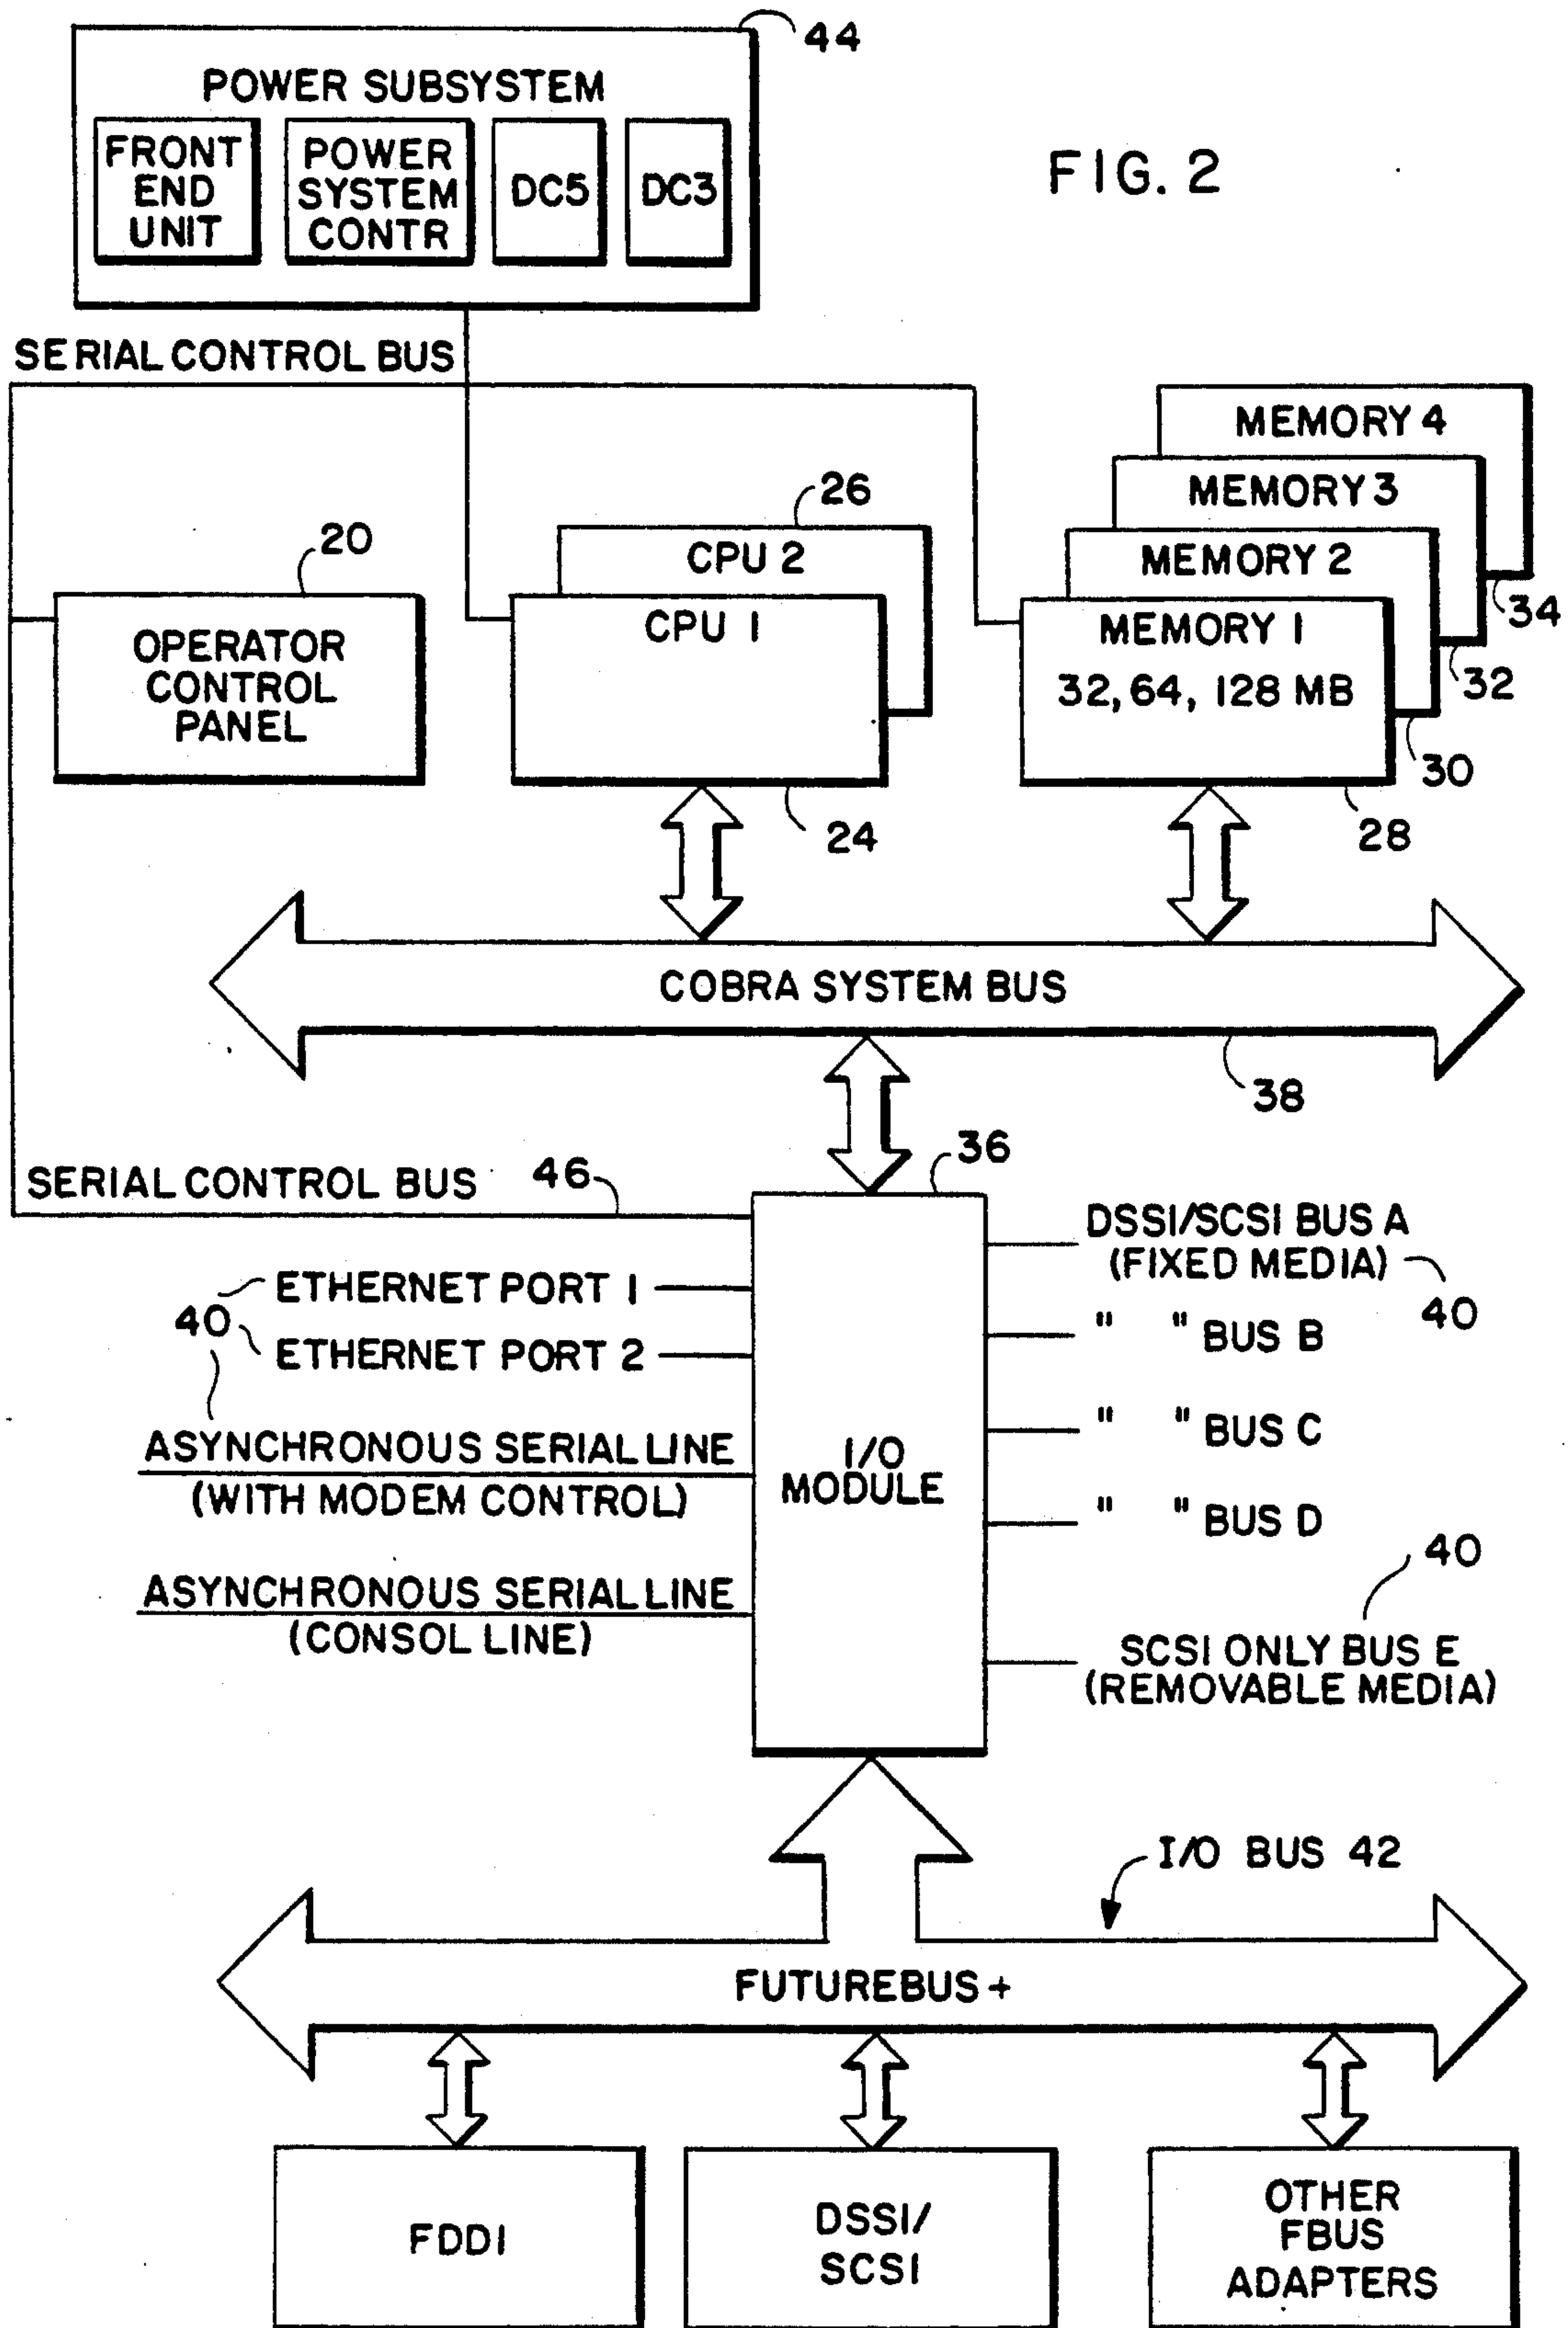 44
POWER SUBSYSTEM
FRONT
END
UNIT
POWER
SYSTEM
CONTR
DC5
DC3
FIG. 2
SERIAL CONTROL BUS
MEMORY 4
MEMORY 3
MEMORY 2
MEMORY 1
32, 64, 128 MB
34
32
30
28
26
CPU 2
CPU 1
24
20
OPERATOR
CONTROL
PANEL
COBRA SYSTEM BUS
38
36
SERIAL CONTROL BUS
46
ETHERNET PORT 1
40
ETHERNET PORT 2
ASYNCHRONOUS SERIAL LINE
(WITH MODEM CONTROL)
ASYNCHRONOUS SERIAL LINE
(CONSOL LINE)
I/O
MODULE
DSSI/SCSI BUS A
(FIXED MEDIA)
40
" " BUS B
" " BUS C
" " BUS D
40
SCSI ONLY BUS E
(REMOVABLE MEDIA)
I/O BUS 42
FUTUREBUS +
FDDI
DSSI/
SCSI
OTHER
FBUS
ADAPTERS